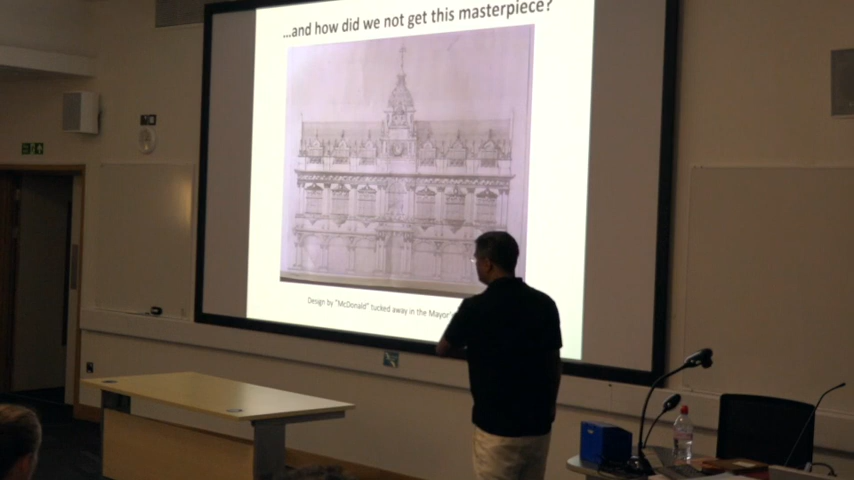 ...and how did we not get this masterpiece?
Design by "McDonald" tucked away in the Mayor's